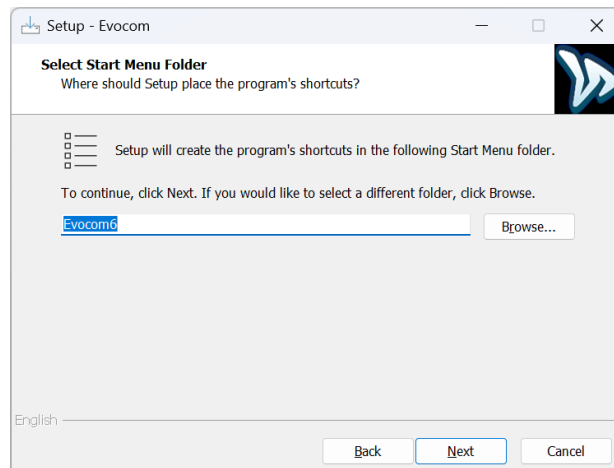 Setup - Evocom
Select Start Menu Folder
Where should Setup place the program's shortcuts?
Setup will create the program's shortcuts in the following Start Menu folder.
To continue, click Next. If you would like to select a different folder, click Browse.
Evocom6
Browse...
English
Back
Next
Cancel